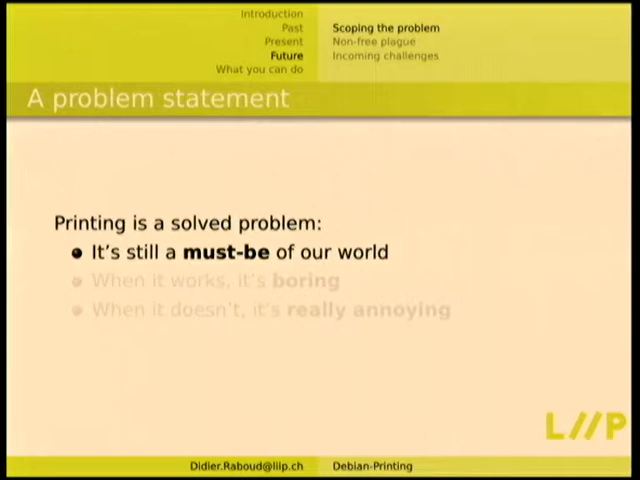 Introduction
Past
Present
Future
What you can do
Scoping the problem
Non-free plague
Incoming challenges
A problem statement
Printing is a solved problem:
It's still a must-be of our world
When it works, it's boring
When it doesn't, it's really annoying
L//P
Didier.Raboud@liip.ch
Debian-Printing